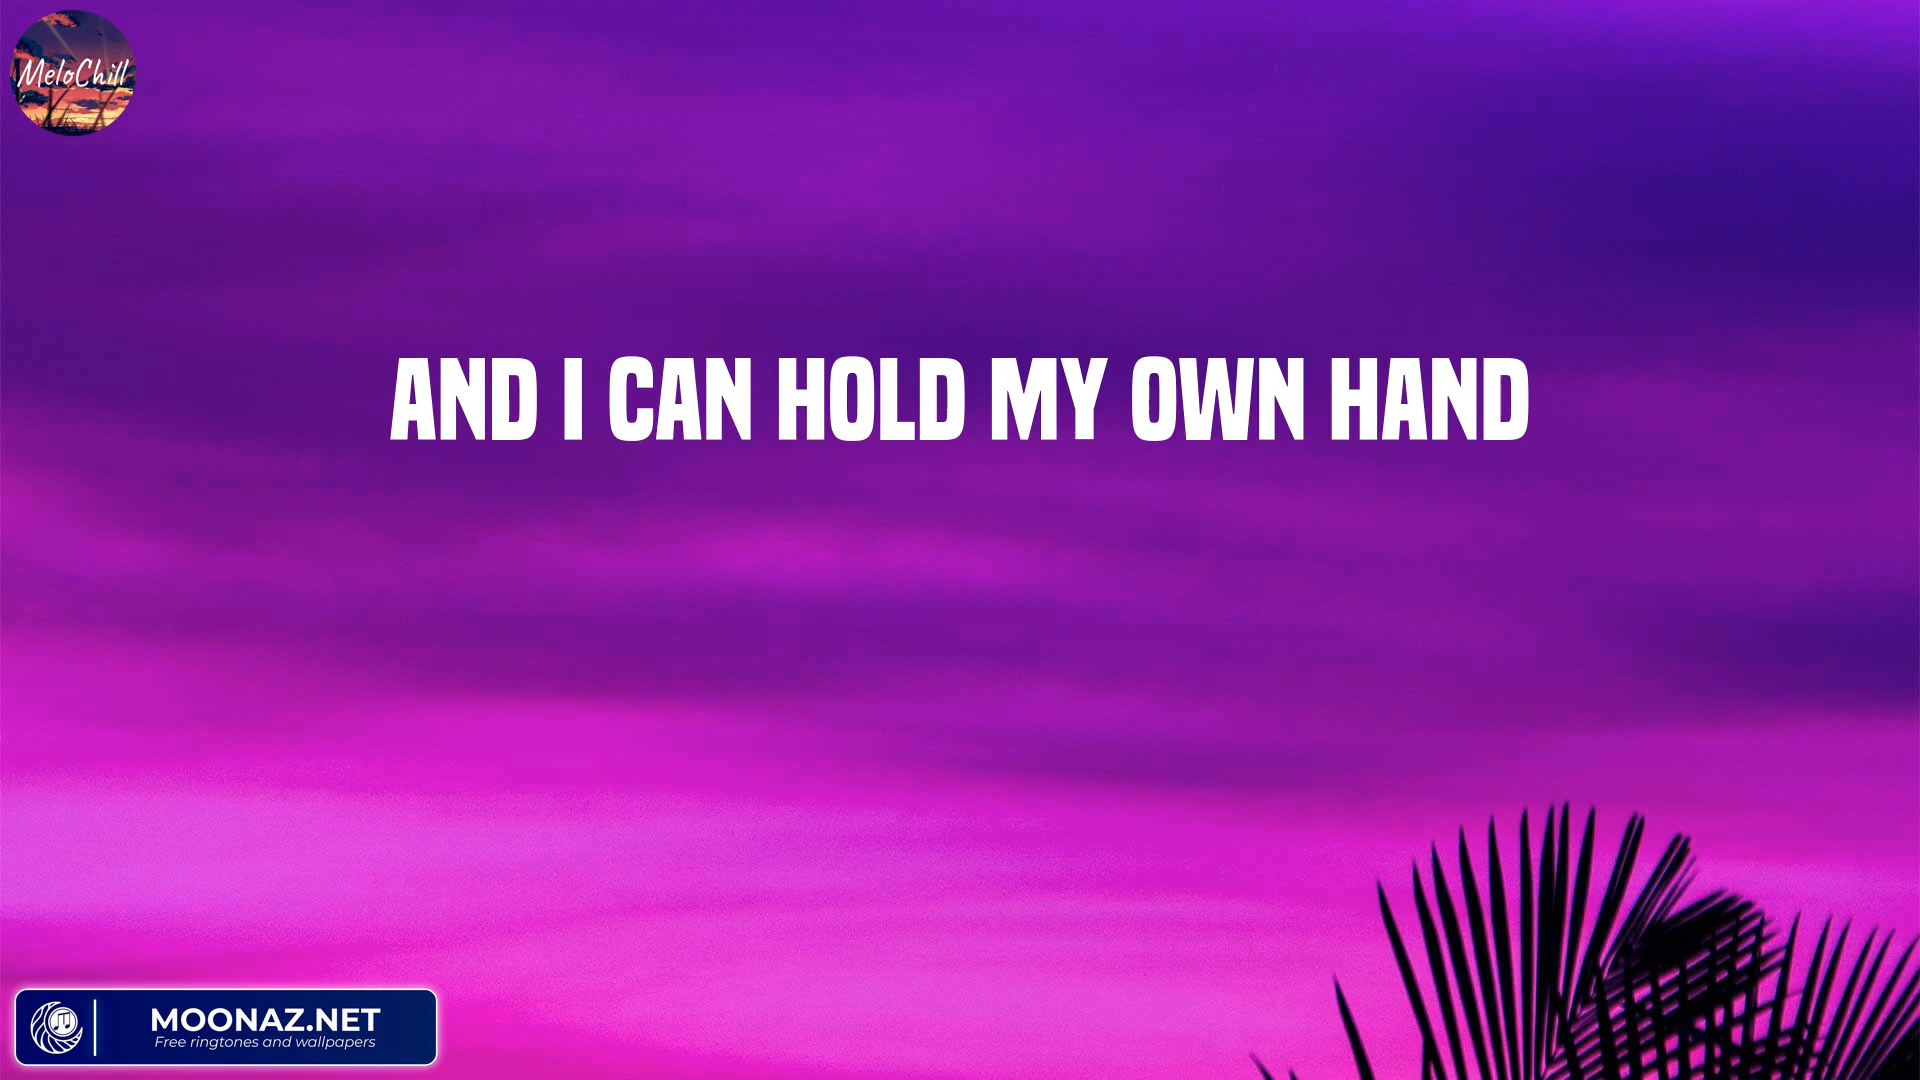 MeloChill
AND I CAN HOLD MY OWN HAND
MOONAZ.NET
Free ringtones and wallpapers